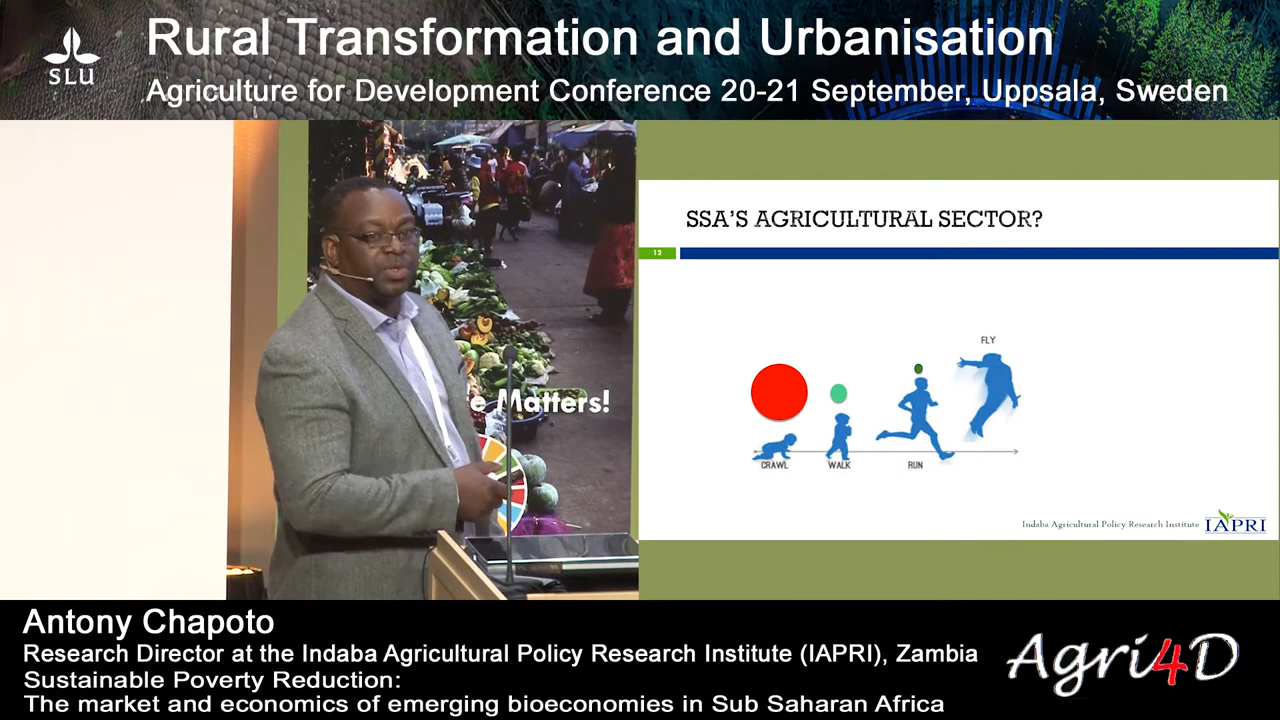 SLU
Rural Transformation and Urbanisation
Agriculture for Development Conference 20-21 September, Uppsala, Sweden
e Matters!
SSA'S AGRICULTURAL SECTOR?
12
FLY
CRAWL
WALK
RUN
Indaba Agricultural Policy Research Institute
IAPRI
Antony Chapoto
Research Director at the Indaba Agricultural Policy Research Institute (IAPRI), Zambia
Sustainable Poverty Reduction:
The market and economics of emerging bioeconomies in Sub Saharan Africa
Agri4D